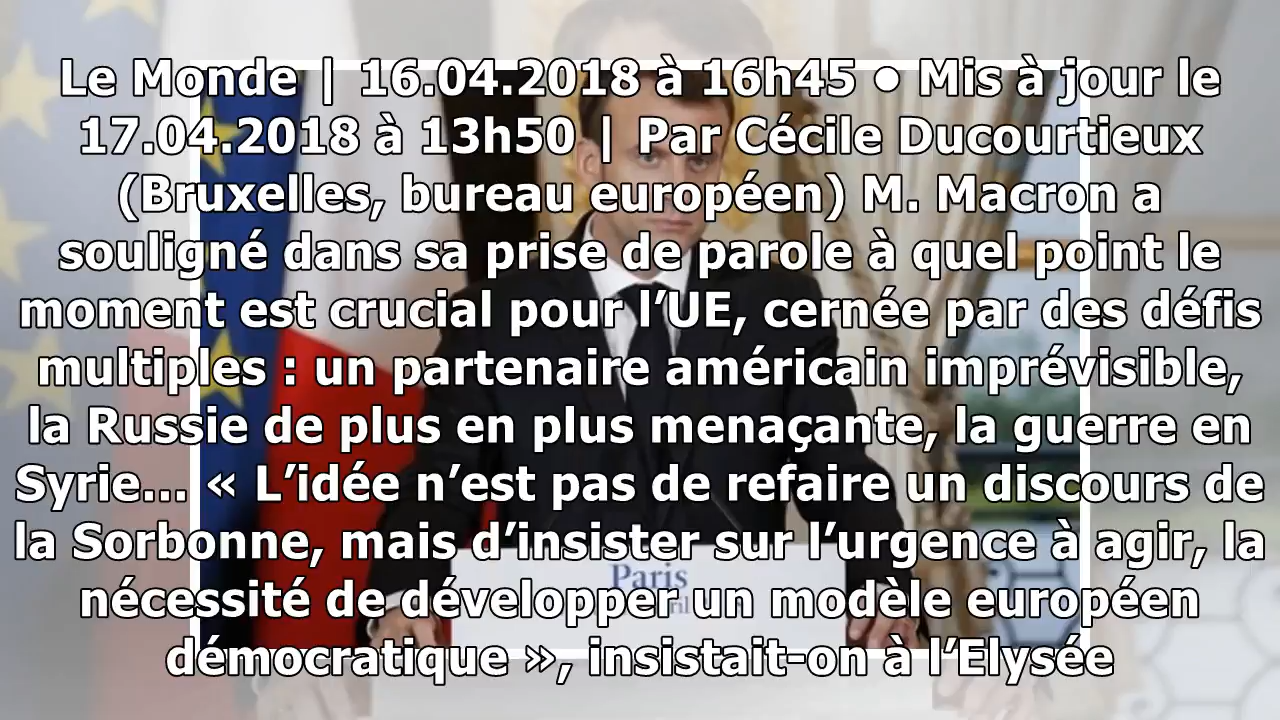 Le Monde | 16.04.2018 à 16h45 • Mis à jour le
17.04.2018 à 13h50 | Par Cécile Ducourtieux
(Bruxelles, bureau européen) M. Macron a
souligné dans sa prise de parole à quel point le
moment est crucial pour l’UE, cernée par des défis
multiples : un partenaire américain imprévisible,
la Russie de plus en plus menaçante, la guerre en
Syrie… « L’idée n’est pas de refaire un discours de
la Sorbonne, mais d’insister sur l’urgence à agir, la
nécessité de développer un modèle européen
démocratique », insistait-on à l’Elysée
Paris